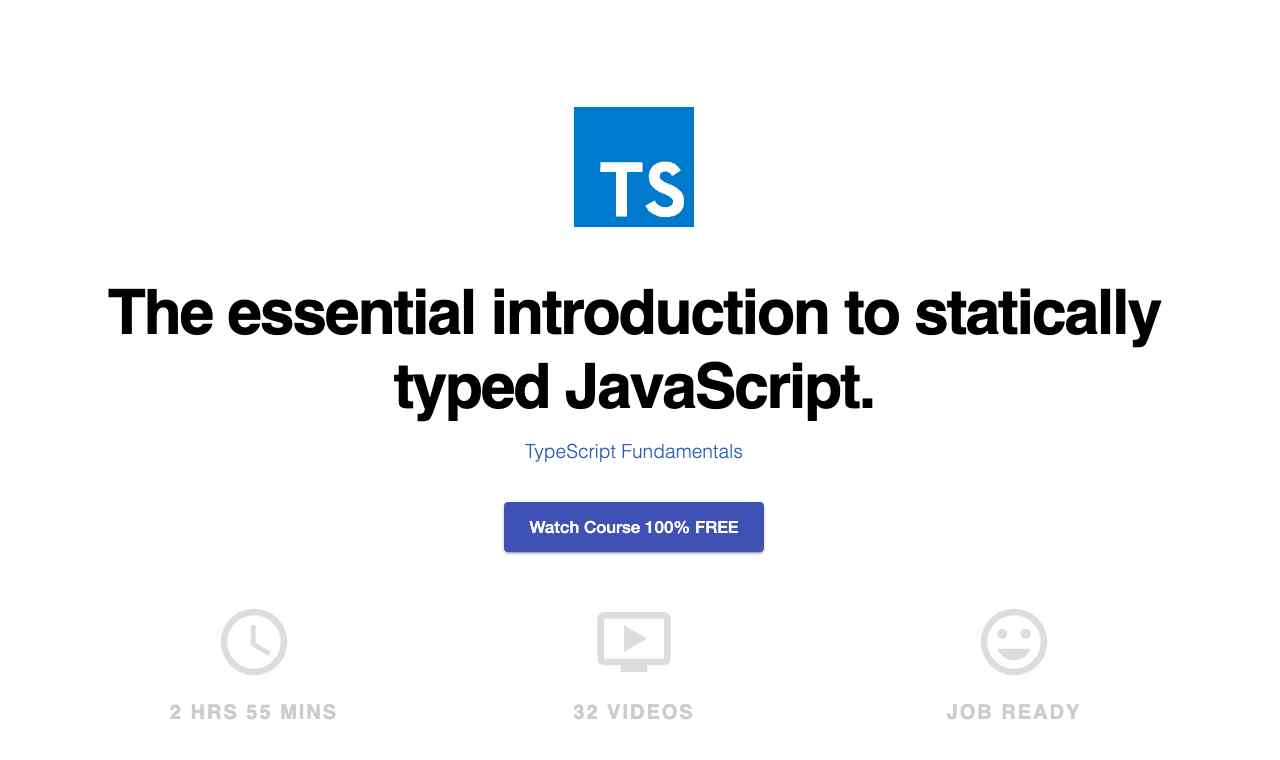 TS
The essential introduction to statically
typed JavaScript.
TypeScript Fundamentals
Watch Course 100% FREE
2 HRS 55 MINS
32 VIDEOS
JOB READY